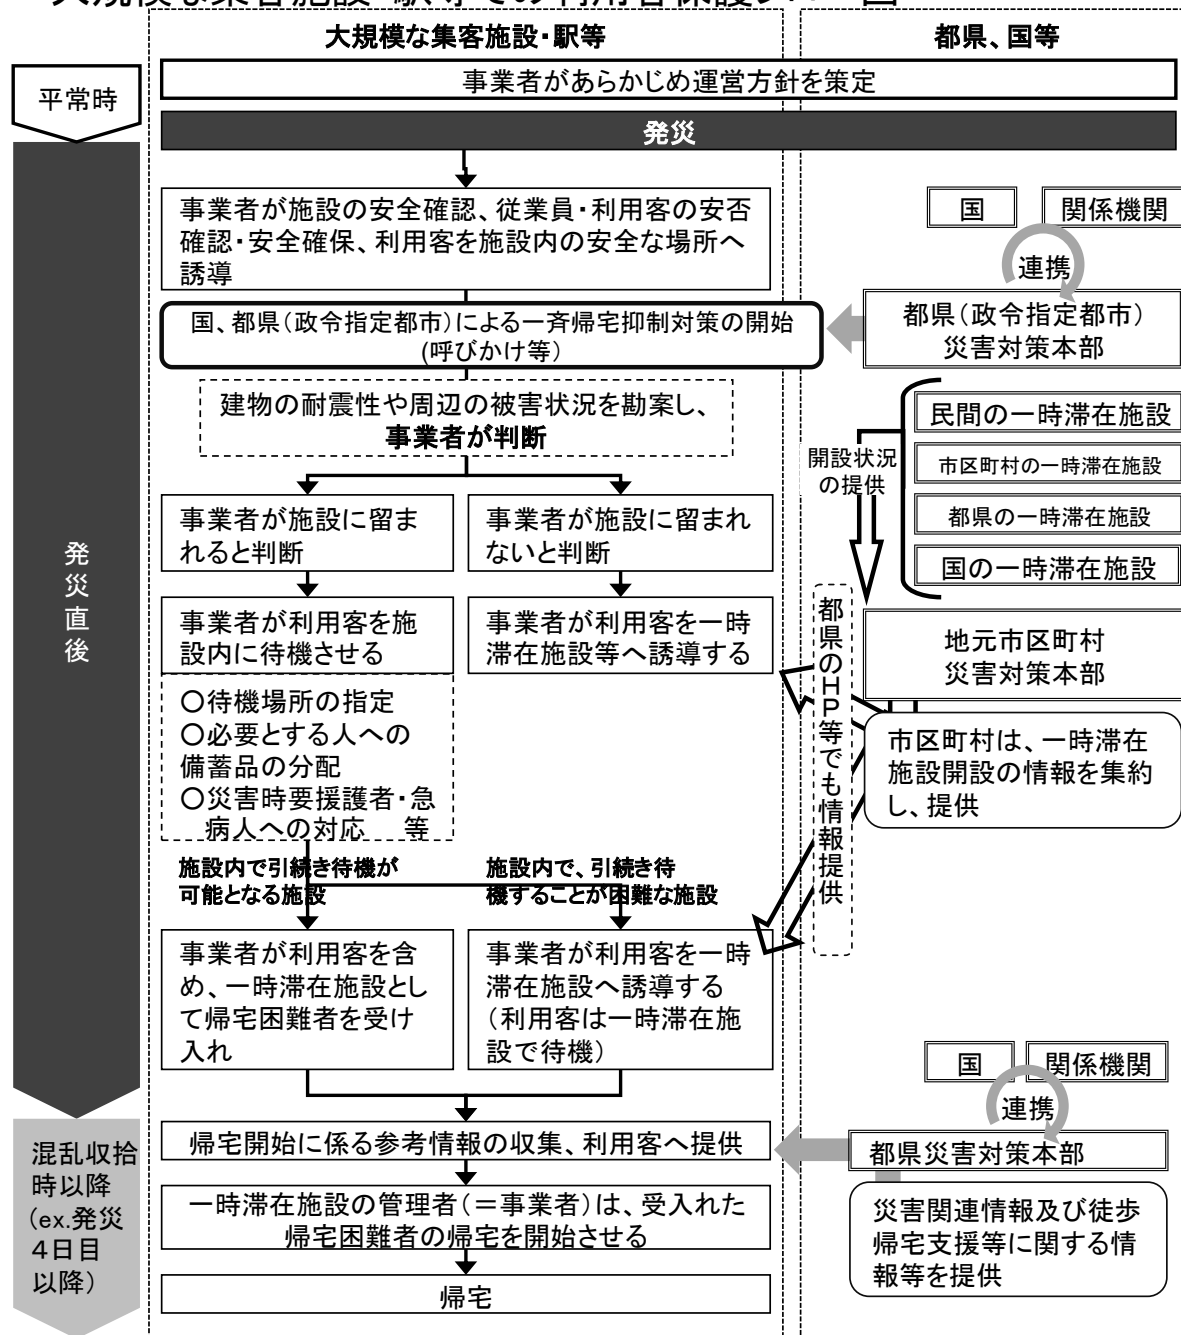 大規模な集客施設・駅等での利用者保護フロー図
大規模な集客施設・駅等
都県、国等
平常時
事業者があらかじめ運営方針を策定
発災
発災直後
事業者が施設の安全確認、従業員・利用客の安否
確認・安全確保、利用客を施設内の安全な場所へ
誘導
国
関係機関
連携
国、都県（政令指定都市）による一斉帰宅抑制対策の開始
(呼びかけ等）
都県（政令指定都市）
災害対策本部
建物の耐震性や周辺の被害状況を勘案し、
事業者が判断
民間の一時滞在施設
市区町村の一時滞在施設
都県の一時滞在施設
国の一時滞在施設
開設状況
の提供
事業者が施設に留ま
れると判断
事業者が施設に留まれ
ないと判断
事業者が利用客を施
設内に待機させる
事業者が利用客を一時
滞在施設等へ誘導する
都県のＨＰ等でも情報提供
地元市区町村
災害対策本部
市区町村は、一時滞在
施設開設の情報を集約
し、提供
○待機場所の指定
○必要とする人への
備蓄品の分配
○災害時要援護者・急
病人への対応　等
施設内で引続き待機が
可能となる施設
施設内で、引続き待
機することが困難な施設
事業者が利用客を含
め、一時滞在施設とし
て帰宅困難者を受け
入れ
事業者が利用客を一時
滞在施設へ誘導する
（利用客は一時滞在施
設で待機）
国
関係機関
連携
混乱収拾
時以降
（ex.発災
４日目
以降）
帰宅開始に係る参考情報の収集、利用客へ提供
都県災害対策本部
一時滞在施設の管理者（＝事業者）は、受入れた
帰宅困難者の帰宅を開始させる
災害関連情報及び徒歩
帰宅支援等に関する情
報等を提供
帰宅